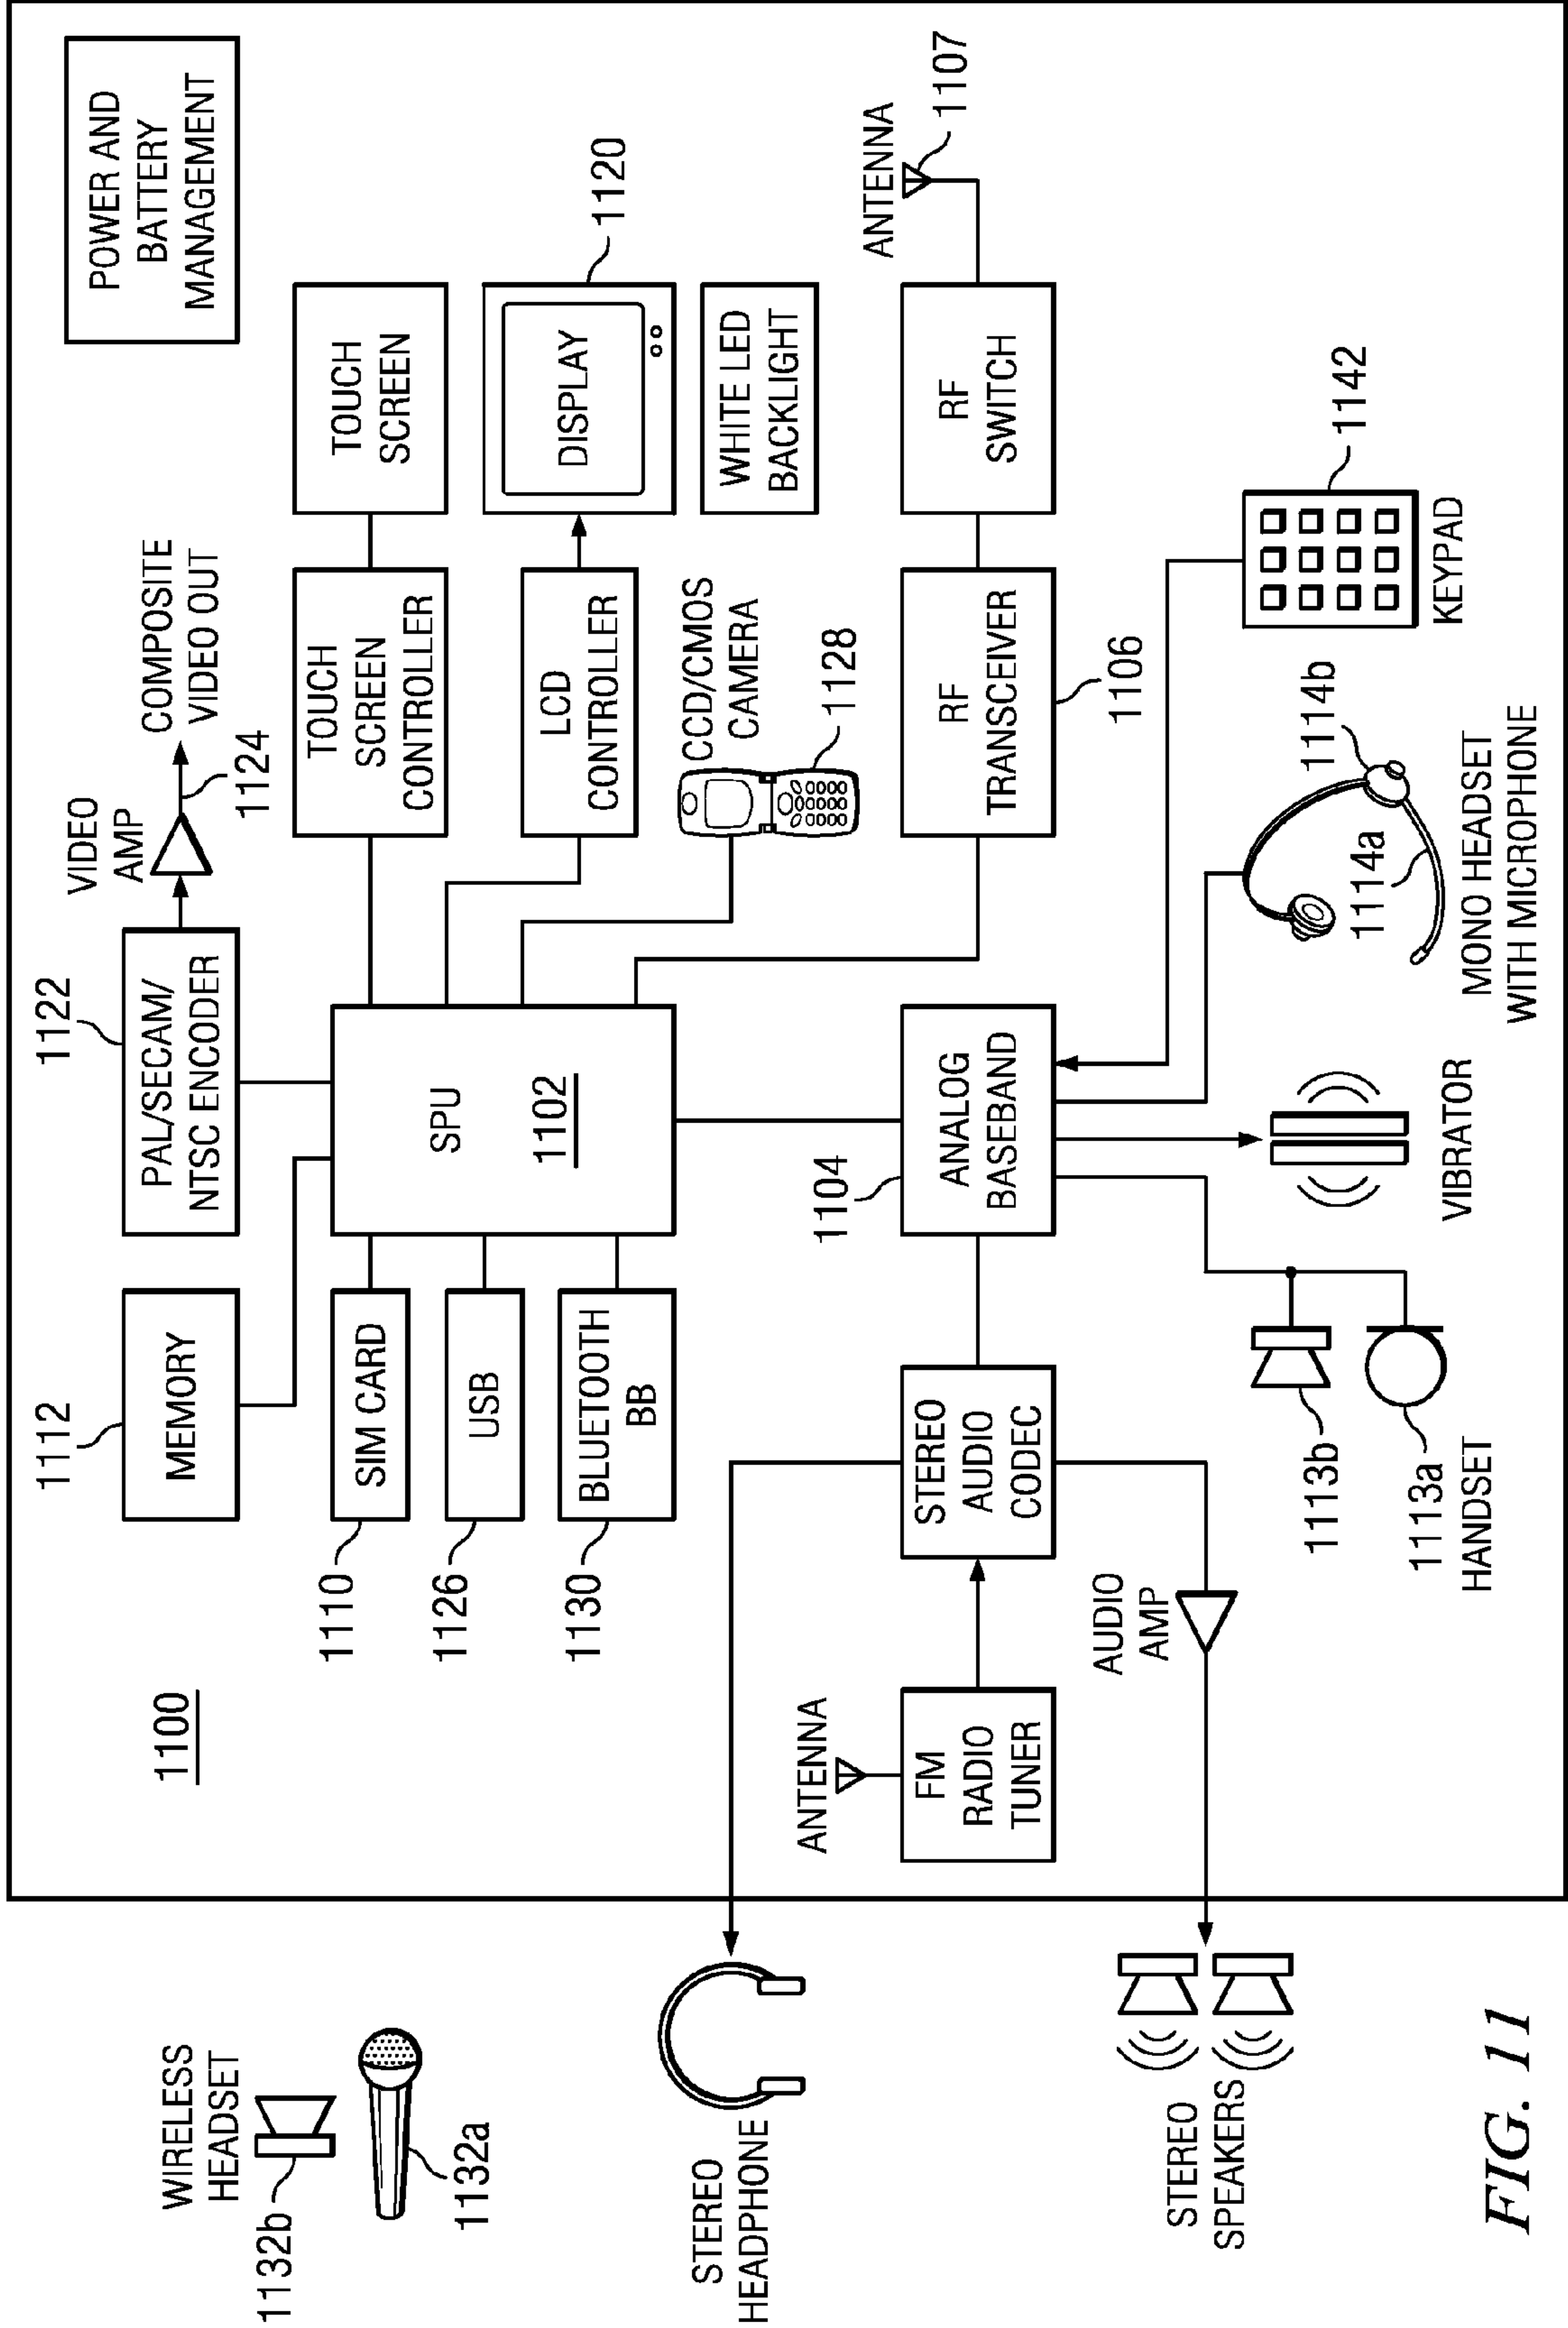 1100
1112
MEMORY
1122
PAL/SECAM/
NTSC ENCODER
VIDEO
AMP
1124
COMPOSITE
VIDEO OUT
POWER AND
BATTERY
MANAGEMENT
WIRELESS
HEADSET
1132b
1132a
1110
SIM CARD
1126
USB
1130
BLUETOOTH
BB
SPU
1102
TOUCH
SCREEN
CONTROLLER
TOUCH
SCREEN
LCD
CONTROLLER
DISPLAY
1120
CCD/CMOS
CAMERA
1128
WHITE LED
BACKLIGHT
STEREO
HEADPHONE
ANTENNA
FM
RADIO
TUNER
STEREO
AUDIO
CODEC
1104
ANALOG
BASEBAND
RF
TRANSCEIVER
1106
RF
SWITCH
ANTENNA
1107
AUDIO
AMP
STEREO
SPEAKERS
1113b
1113a
HANDSET
VIBRATOR
1114a
1114b
MONO HEADSET
WITH MICROPHONE
1142
KEYPAD
FIG. 11